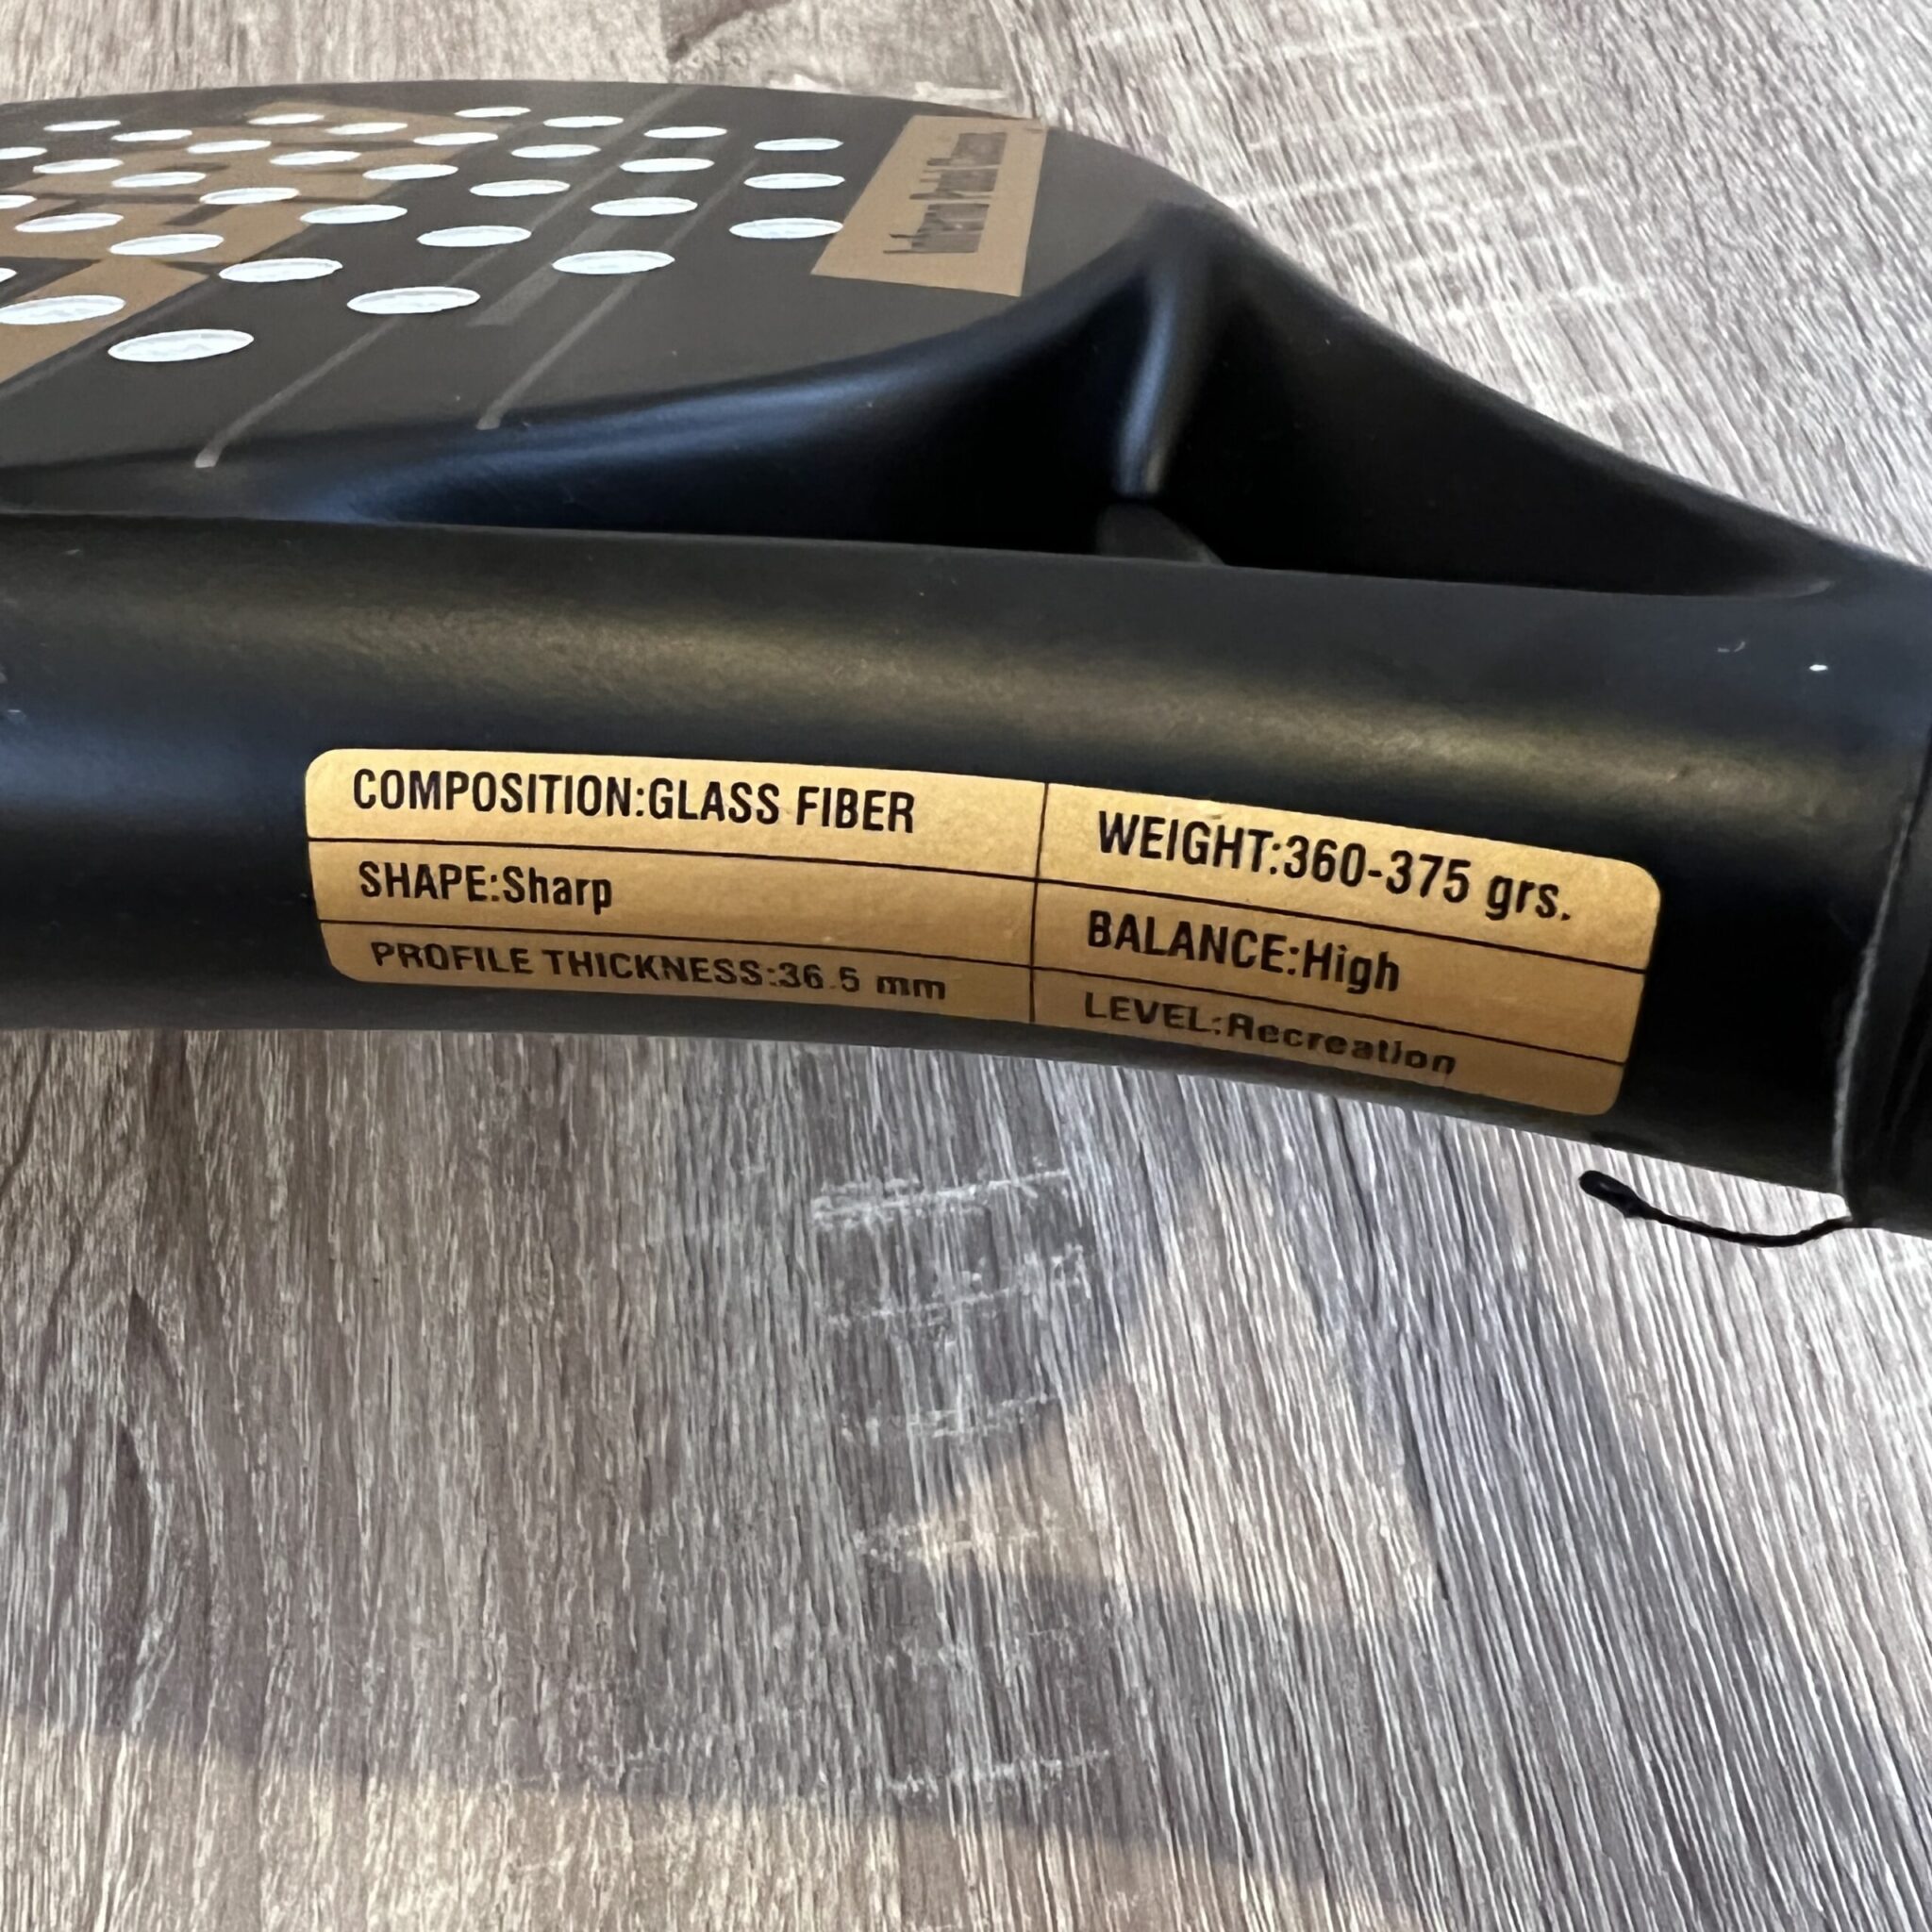 COMPOSITION:GLASS FIBER
WEIGHT:360-375 grs.
SHAPE:Sharp
BALANCE:High
PROFILE THICKNESS:36.5 mm
LEVEL:Recreation